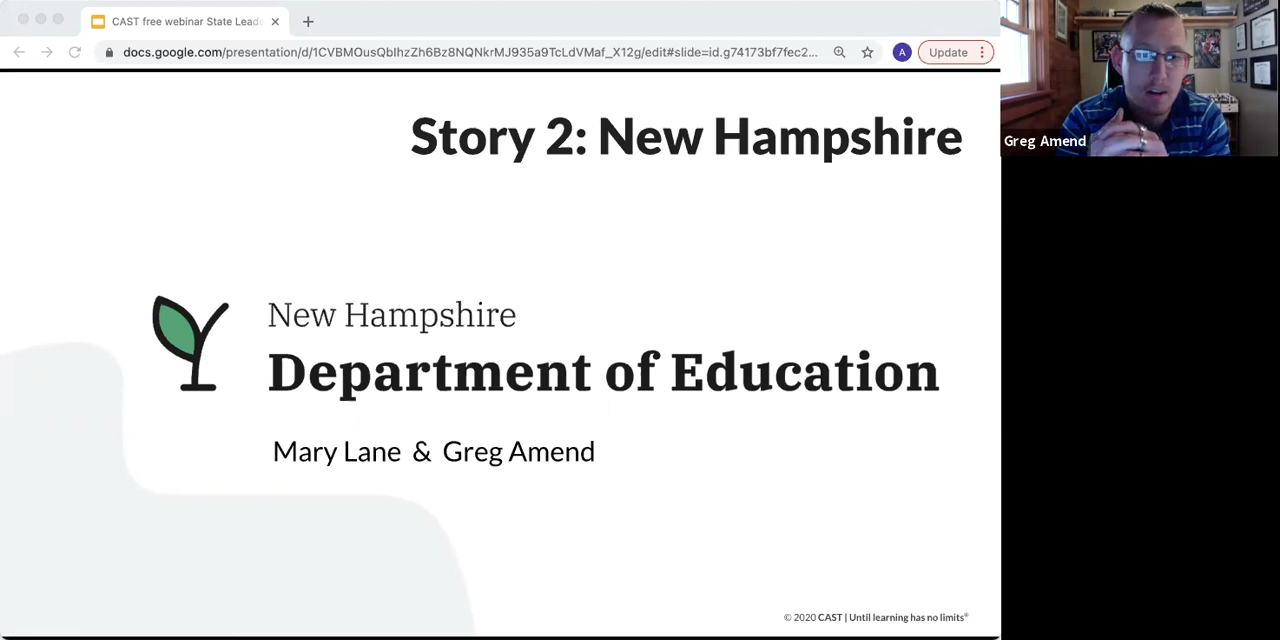 CAST free webinar State Lead
docs.google.com/presentation/d/1CVBMOusQbIhzZh6Bz8NQNkrMJ935a9TcLdVMaf_X12g/edit#slide=id.g74173bf7fec2...
A
Update
Greg Amend
Story 2: New Hampshire
New Hampshire
Department of Education
Mary Lane & Greg Amend
© 2020 CAST | Until learning has no limits®